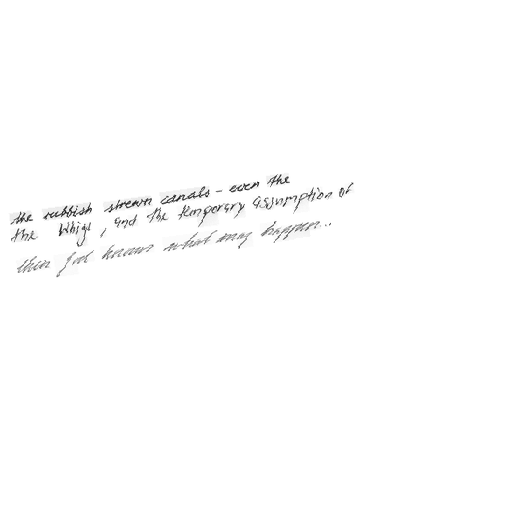 the rubbish strewn canals - even the
the Whigs, and the temporary assumption of
then God knows what may happen...